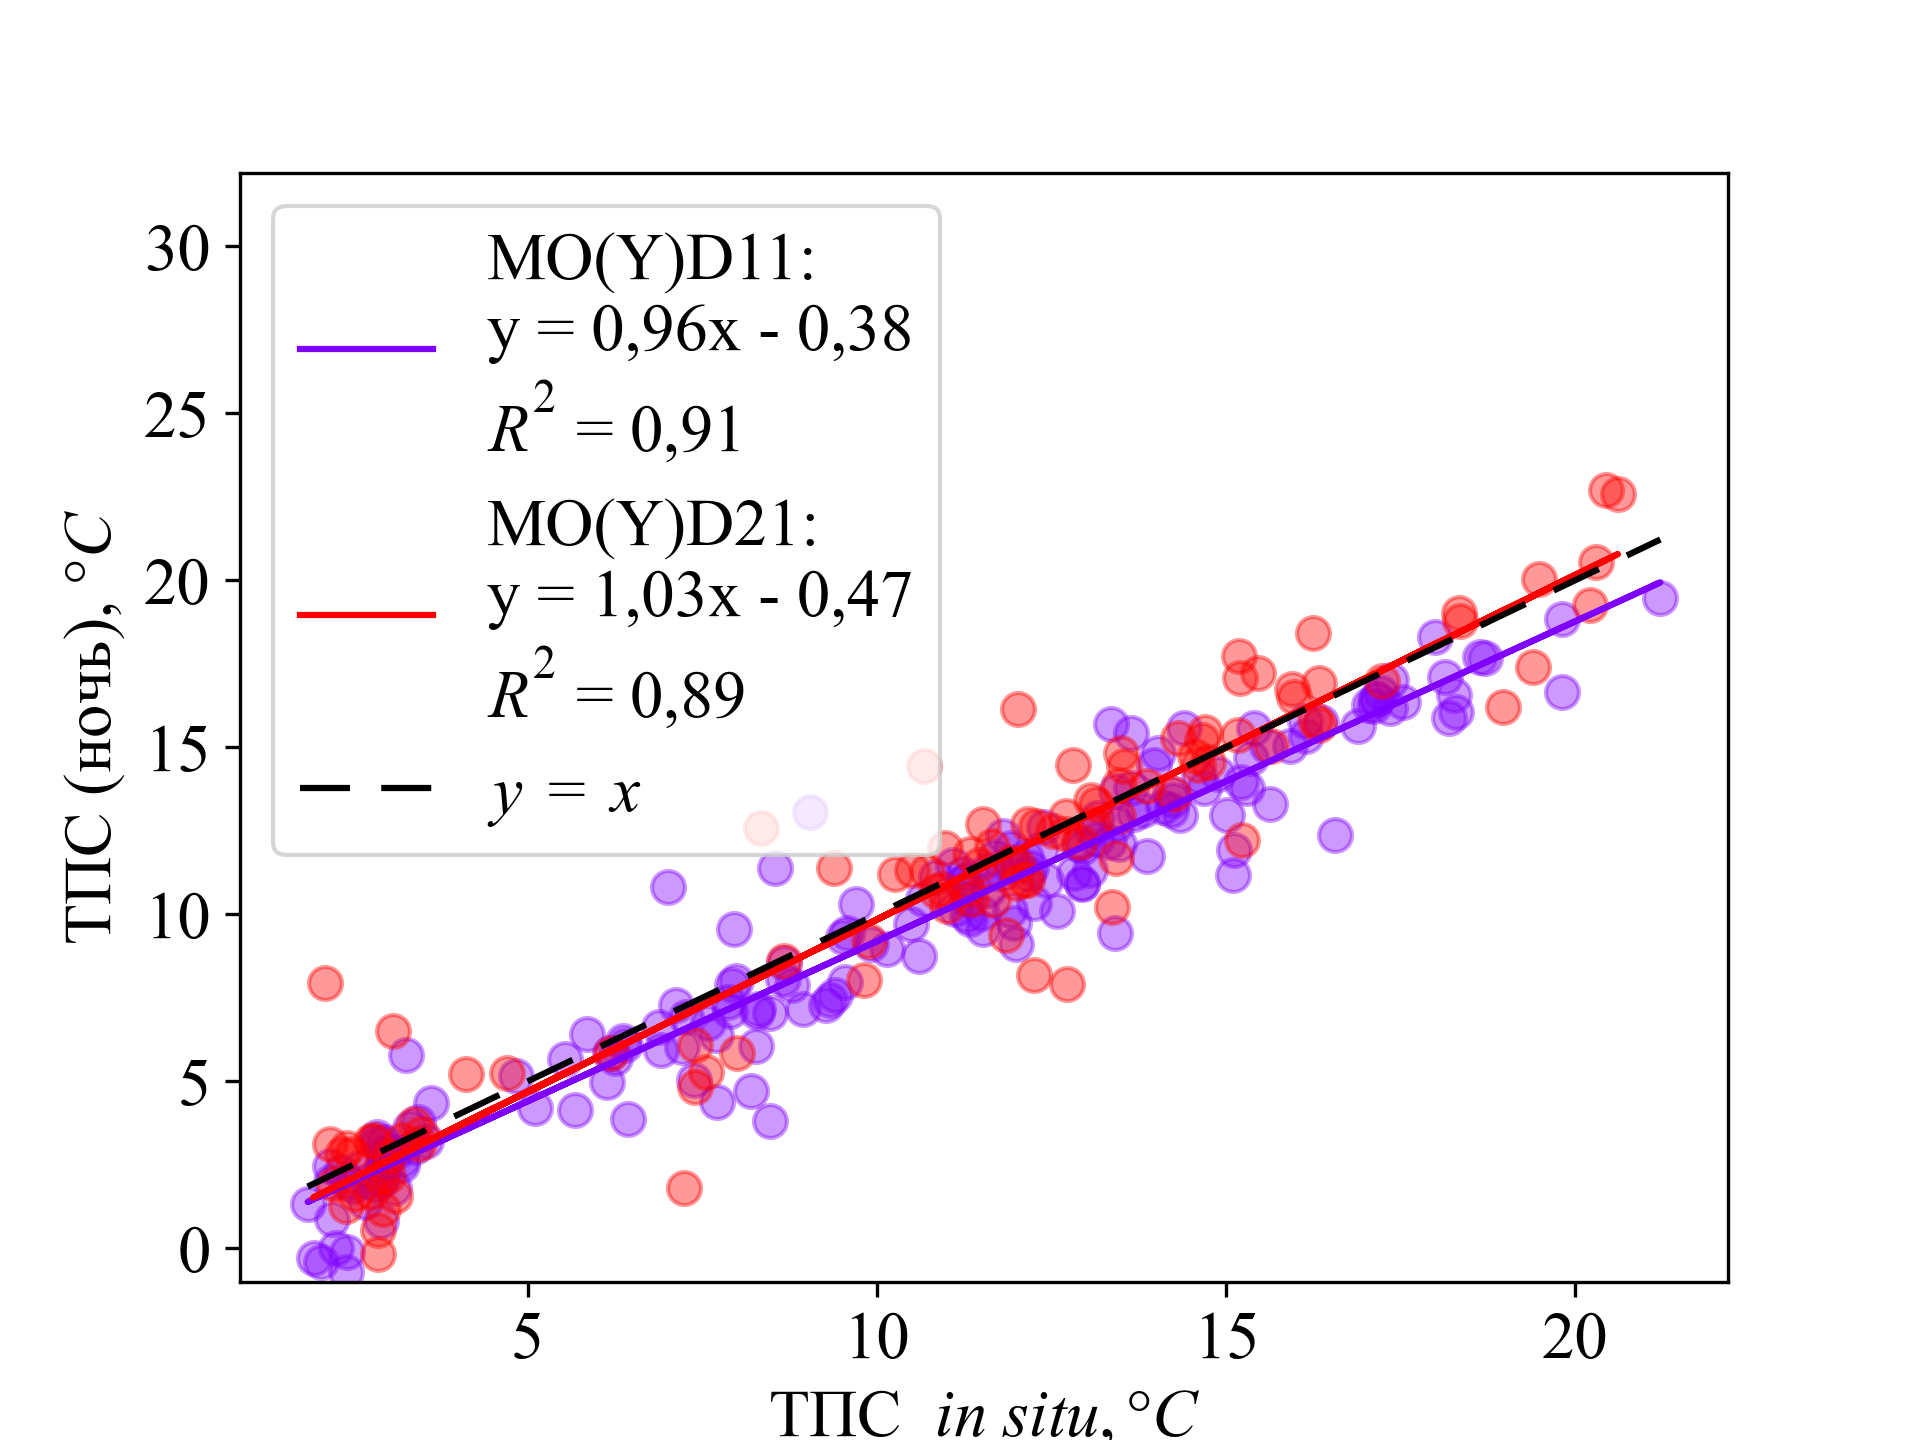 MO(Y)D11:
y = 0,96x - 0,38
R² = 0,91
MO(Y)D21:
y = 1,03x - 0,47
R² = 0,89
y = x
30
25
20
15
10
5
0
ТПС (ночь), °C
5 10 15 20
ТПС in situ, °C